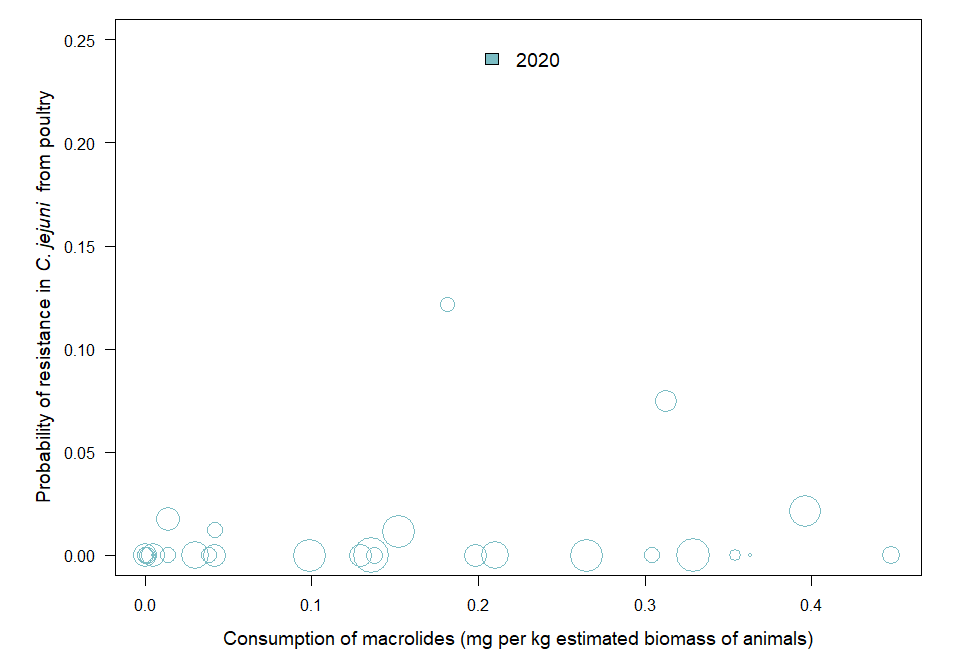 2020
0.25
0.20
0.15
0.10
0.05
0.00
Probability of resistance in C. jejuni from poultry
0.0 0.1 0.2 0.3 0.4
Consumption of macrolides (mg per kg estimated biomass of animals)